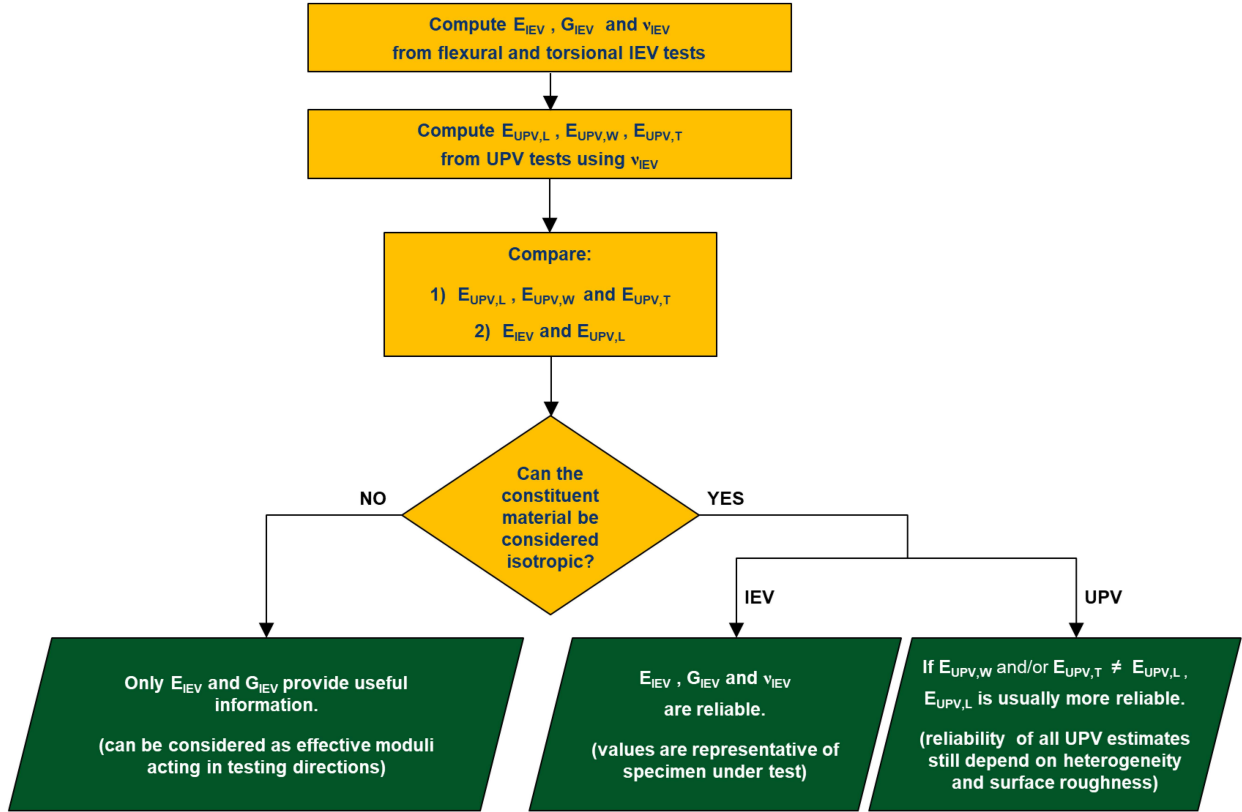 Compute E_IEV , G_IEV and ν_IEV
from flexural and torsional IEV tests
Compute E_UPV,L , E_UPV,W , E_UPV,T
from UPV tests using ν_IEV
Compare:
1) E_UPV,L , E_UPV,W and E_UPV,T
2) E_IEV and E_UPV,L
Can the
constituent
material be
considered
isotropic?
NO
YES
IEV
UPV
Only E_IEV and G_IEV provide useful
information.
(can be considered as effective moduli
acting in testing directions)
E_IEV , G_IEV and ν_IEV
are reliable.
(values are representative of
specimen under test)
If E_UPV,W and/or E_UPV,T ≠ E_UPV,L ,
E_UPV,L is usually more reliable.
(reliability of all UPV estimates
still depend on heterogeneity
and surface roughness)